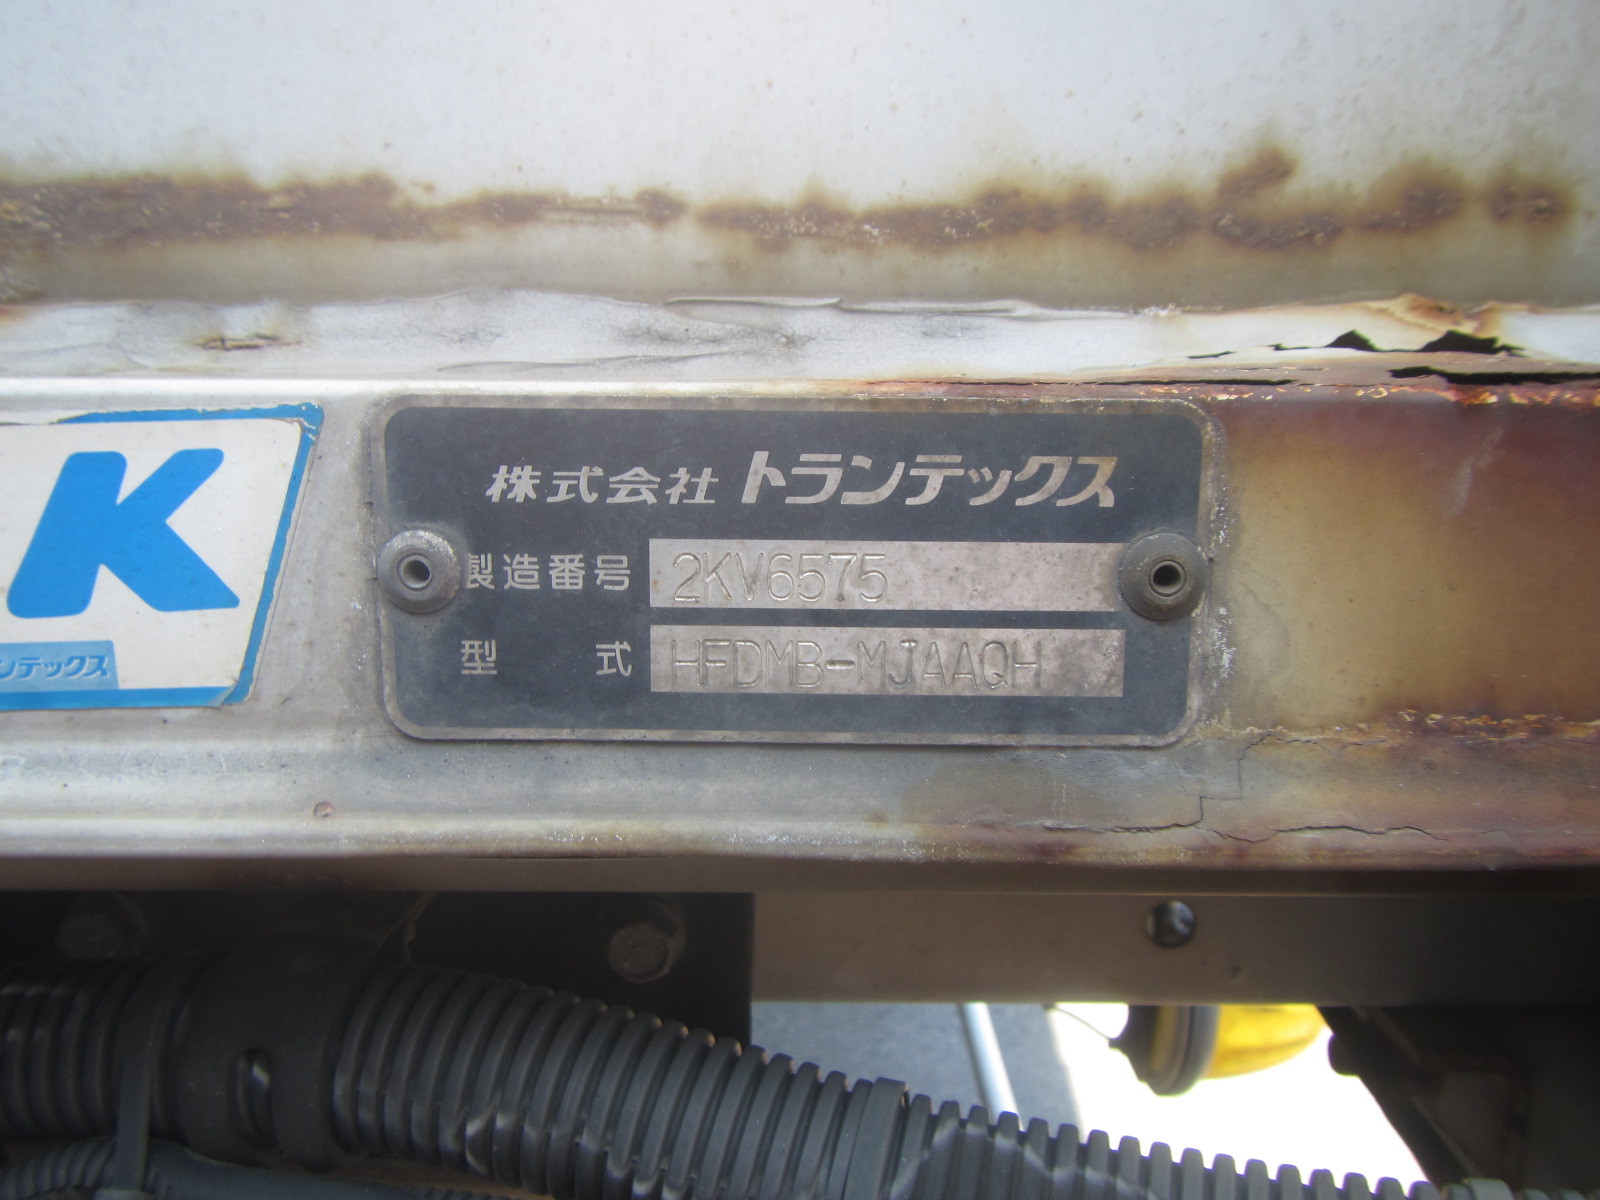 株式会社 トランテックス
製造番号 2KV6575
型式 HFDMB-MJAAQH
K
ンテックス